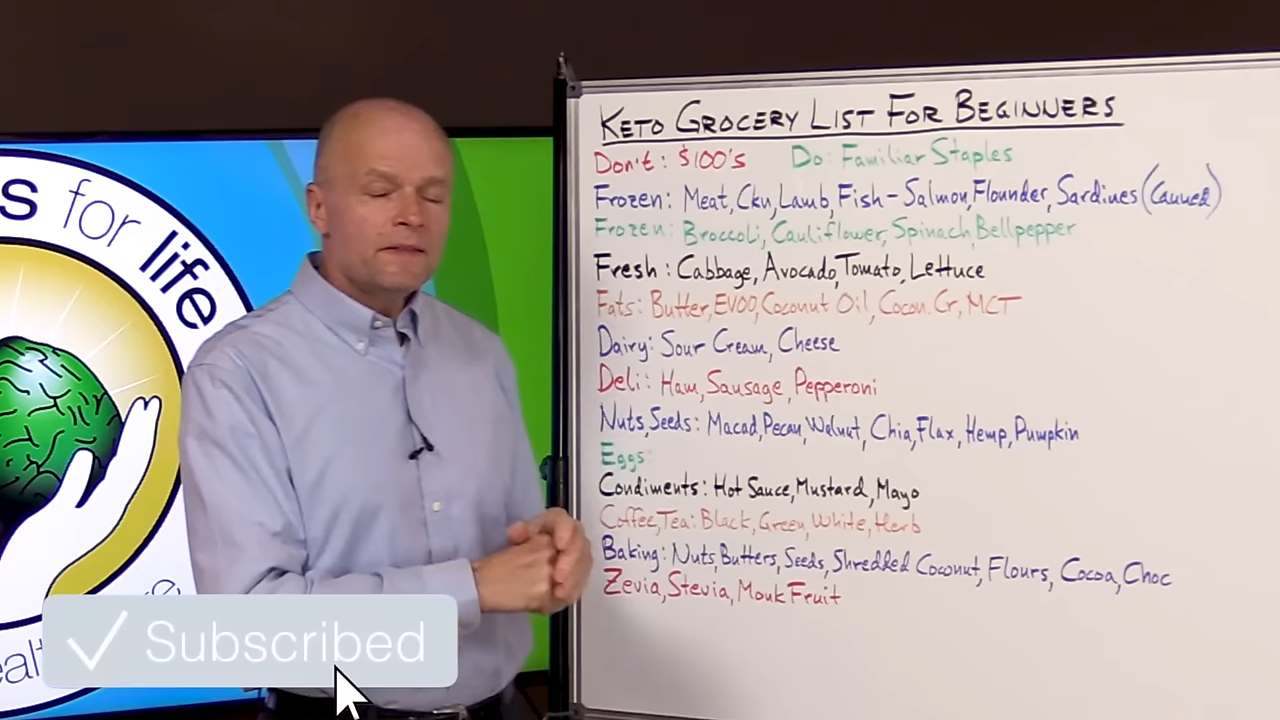 s for life
KETO GROCERY LIST FOR BEGINNERS
Don't: $100's Do: Familiar Staples
Frozen: Meat, Ckn, Lamb, Fish - Salmon, Flounder, Sardines (Canned)
Frozen: Broccoli, Cauliflower, Spinach, Bellpepper
Fresh: Cabbage, Avocado, Tomato, Lettuce
Fats: Butter, EVOO, Coconut Oil, Cocon. Cr, MCT
Dairy: Sour Cream, Cheese
Deli: Ham, Sausage, Pepperoni
Nuts, Seeds: Macad, Pecan, Walnut, Chia, Flax, Hemp, Pumpkin
Eggs:
Condiments: Hot Sauce, Mustard, Mayo
Coffee, Tea: Black, Green, White, Herb
Baking: Nuts, Butters, Seeds, Shredded Coconut, Flours, Cocoa, Choc
Zevia, Stevia, Monk Fruit
Subscribed